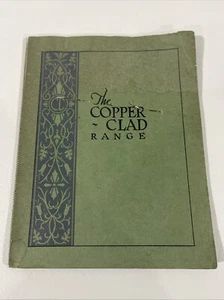 The
COPPER
~ CLAD
RANGE